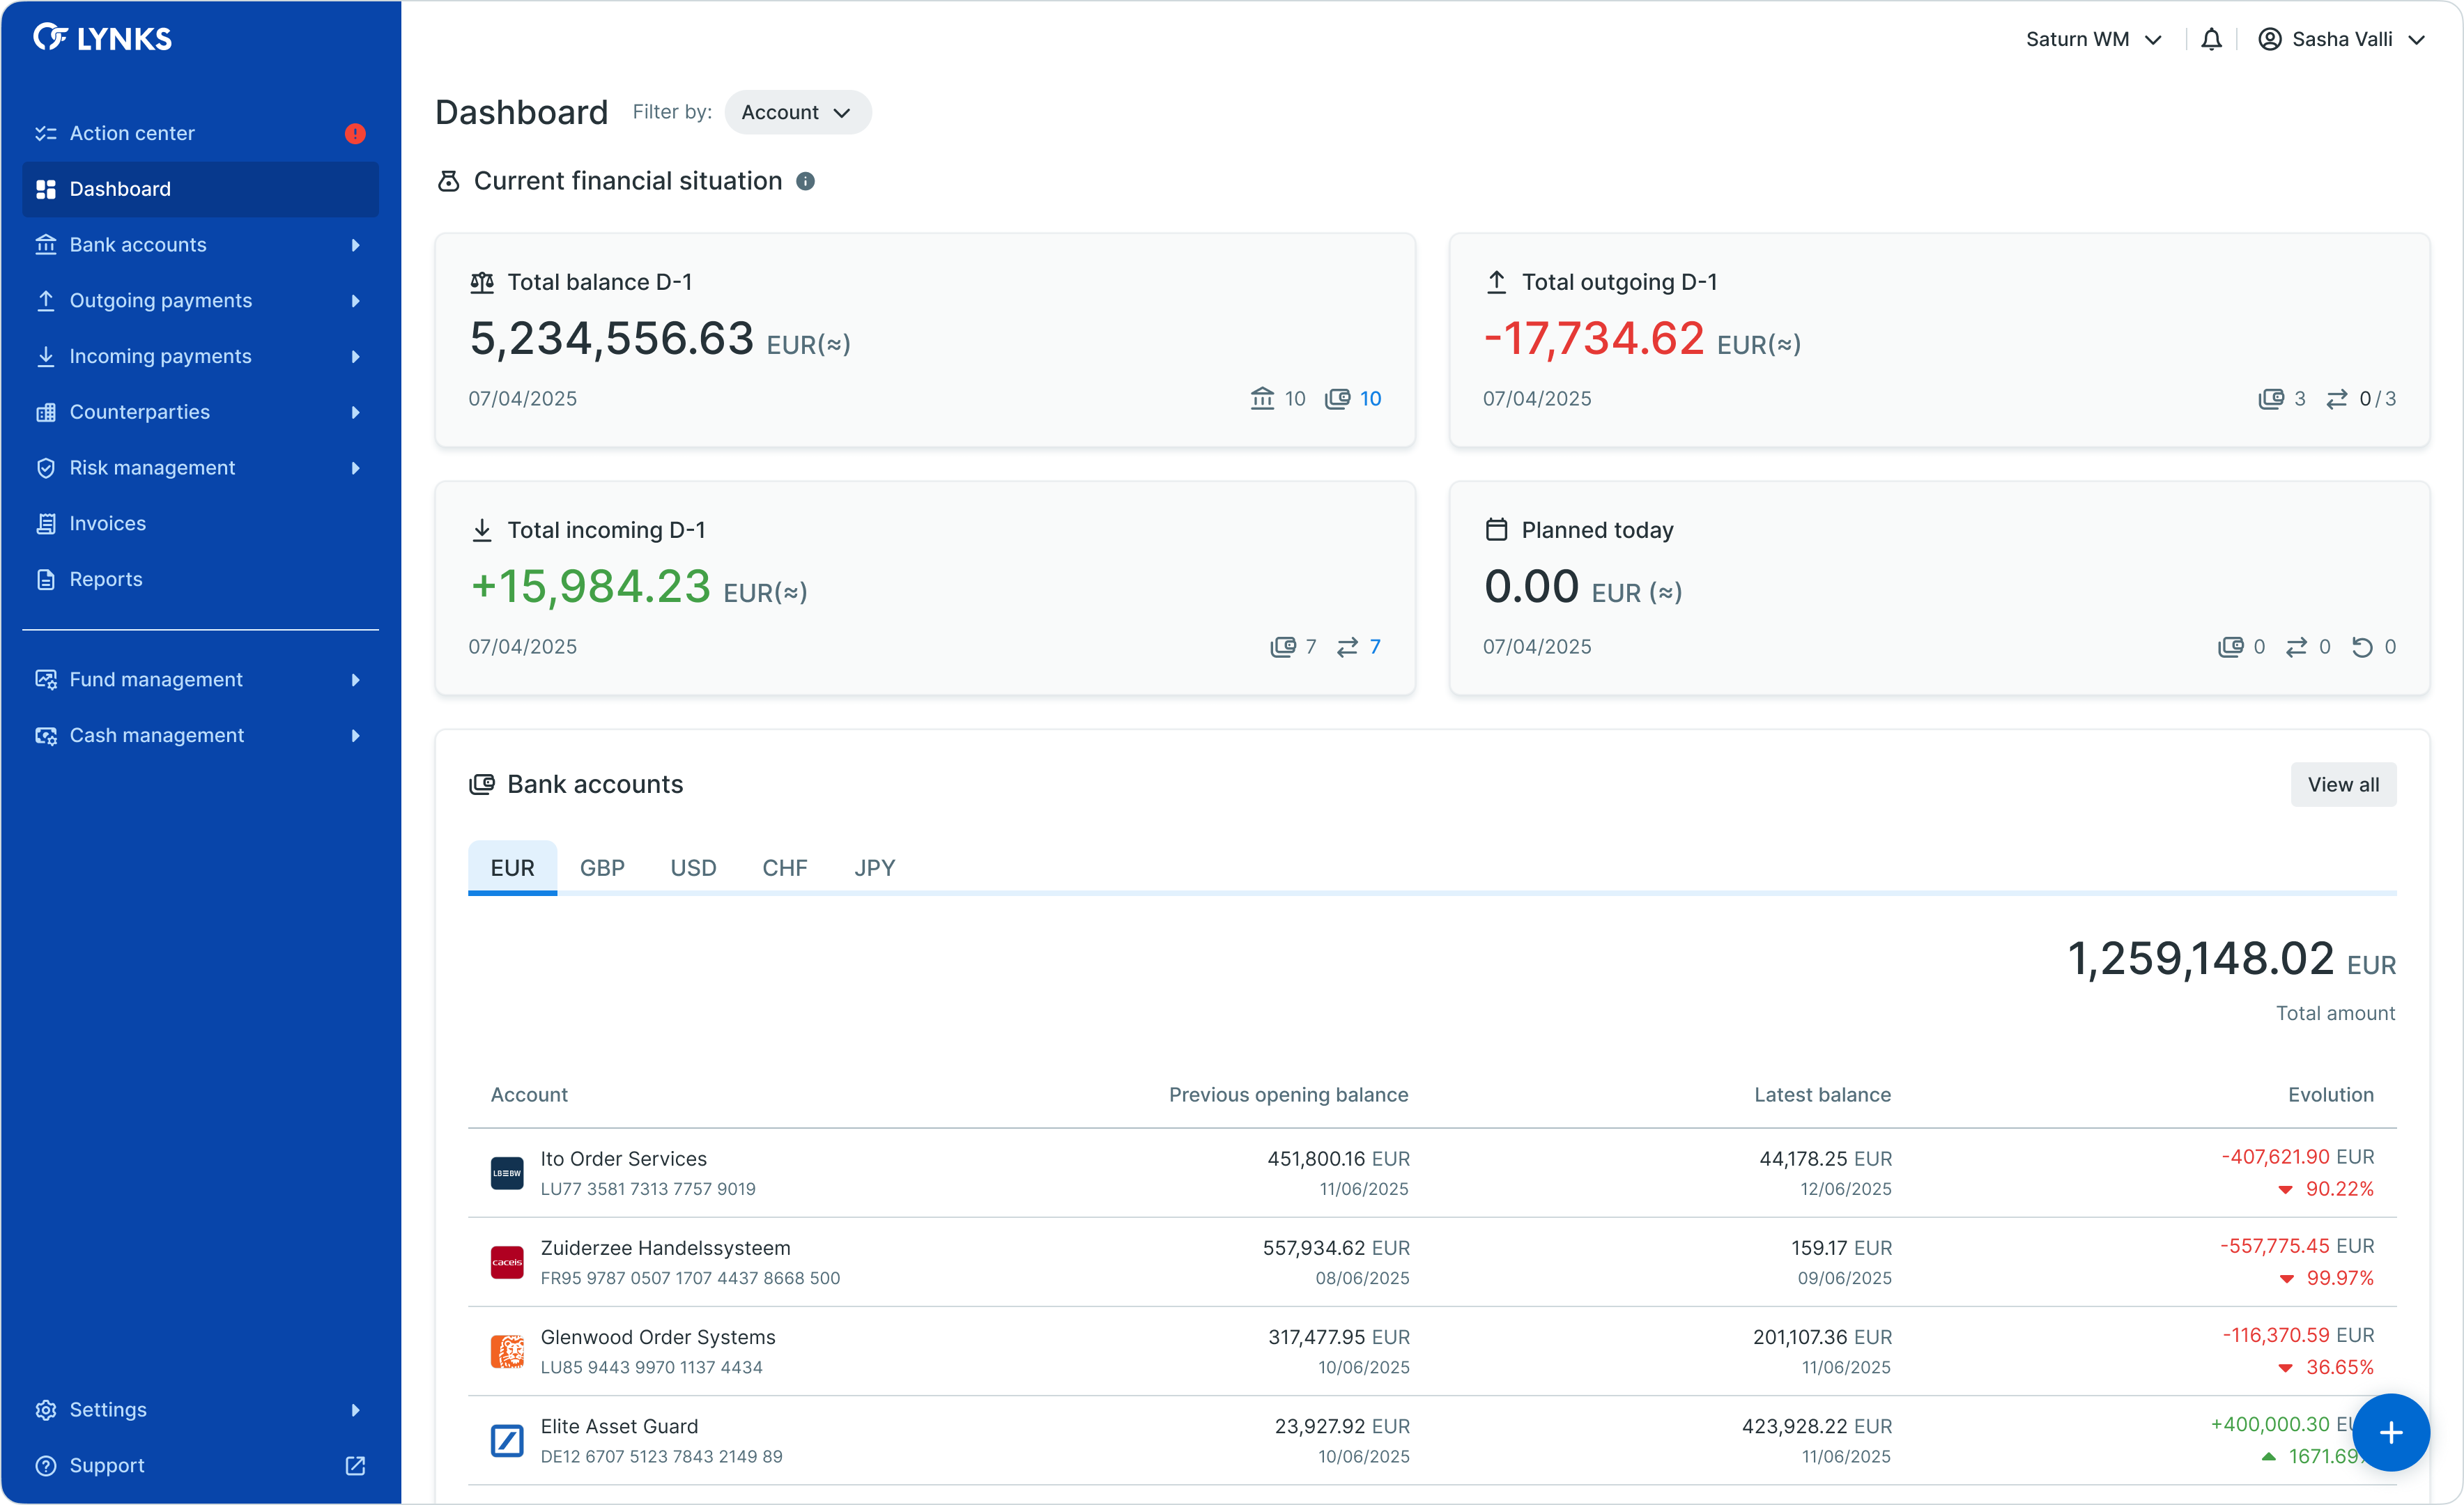 LYNKS
Saturn WM
Sasha Valli
Action center
Dashboard
Bank accounts
Outgoing payments
Incoming payments
Counterparties
Risk management
Invoices
Reports
Fund management
Cash management
Settings
Support
Dashboard Filter by: Account
Current financial situation
Total balance D-1
5,234,556.63 EUR(≈)
07/04/2025 10 10
Total outgoing D-1
-17,734.62 EUR(≈)
07/04/2025 3 0/3
Total incoming D-1
+15,984.23 EUR(≈)
07/04/2025 7 7
Planned today
0.00 EUR (≈)
07/04/2025 0 0 0
Bank accounts View all
EUR GBP USD CHF JPY
1,259,148.02 EUR
Total amount
Account Previous opening balance Latest balance Evolution
LB≡BW
Ito Order Services 451,800.16 EUR 44,178.25 EUR -407,621.90 EUR
LU77 3581 7313 7757 9019 11/06/2025 12/06/2025 90.22%
caceis
Zuiderzee Handelssysteem 557,934.62 EUR 159.17 EUR -557,775.45 EUR
FR95 9787 0507 1707 4437 8668 500 08/06/2025 09/06/2025 99.97%
Glenwood Order Systems 317,477.95 EUR 201,107.36 EUR -116,370.59 EUR
LU85 9443 9970 1137 4434 10/06/2025 11/06/2025 36.65%
Elite Asset Guard 23,927.92 EUR 423,928.22 EUR +400,000.30
DE12 6707 5123 7843 2149 89 10/06/2025 11/06/2025 1671.69